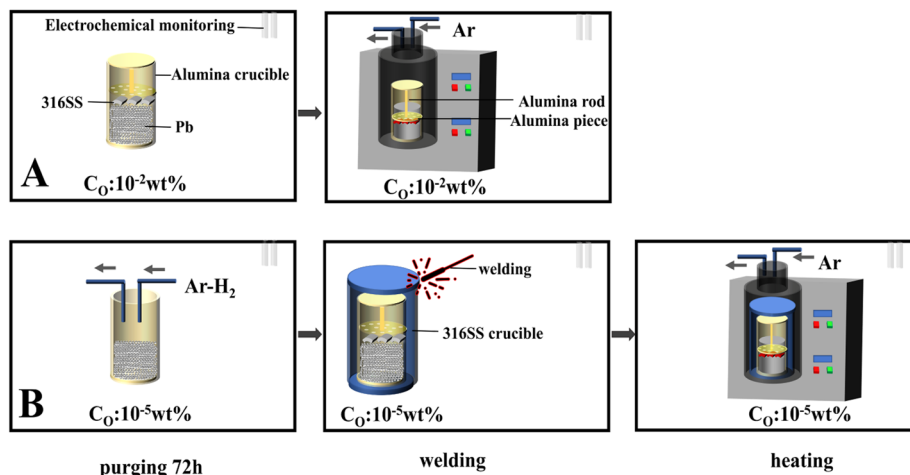 Electrochemical monitoring
Alumina crucible
316SS
Pb
A
C_O:10⁻²wt%
Ar
Alumina rod
Alumina piece
C_O:10⁻²wt%
Ar-H₂
B
C_O:10⁻⁵wt%
welding
316SS crucible
C_O:10⁻⁵wt%
Ar
C_O:10⁻⁵wt%
purging 72h
welding
heating